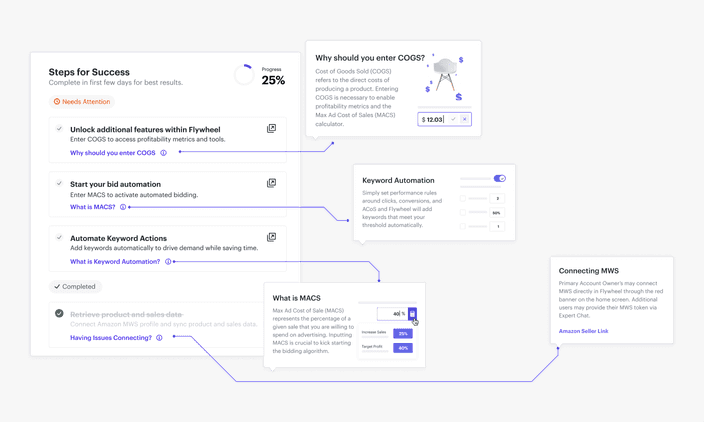 Steps for Success
Complete in first few days for best results.
Progress
25%
Needs Attention
Unlock additional features within Flywheel
Enter COGS to access profitability metrics and tools.
Why should you enter COGS
Start your bid automation
Enter MACS to activate automated bidding.
What is MACS?
Automate Keyword Actions
Add keywords automatically to drive demand while saving time.
What is Keyword Automation?
Completed
Retrieve product and sales data
Connect Amazon MWS profile and sync product and sales data.
Having Issues Connecting?
Why should you enter COGS?
Cost of Goods Sold (COGS)
refers to the direct costs of
producing a product. Entering
COGS is necessary to enable
profitability metrics and the
Max Ad Cost of Sales (MACS)
calculator.
$
$
$
$
$ 12.03
Keyword Automation
Simply set performance rules
around clicks, conversions, and
ACoS and Flywheel will add
keywords that meet your
threshold automatically.
2
60%
1
What is MACS
Max Ad Cost of Sale (MACS)
represents the percentage of a
given sale that you are willing to
spend on advertising. Inputting
MACS is crucial to kick starting
the bidding algorithm.
40 %
Increase Sales
35%
Target Profit
40%
Connecting MWS
Primary Account Owner's may connect
MWS directly in Flywheel through the red
banner on the home screen. Additional
users may provide their MWS token via
Expert Chat.
Amazon Seller Link